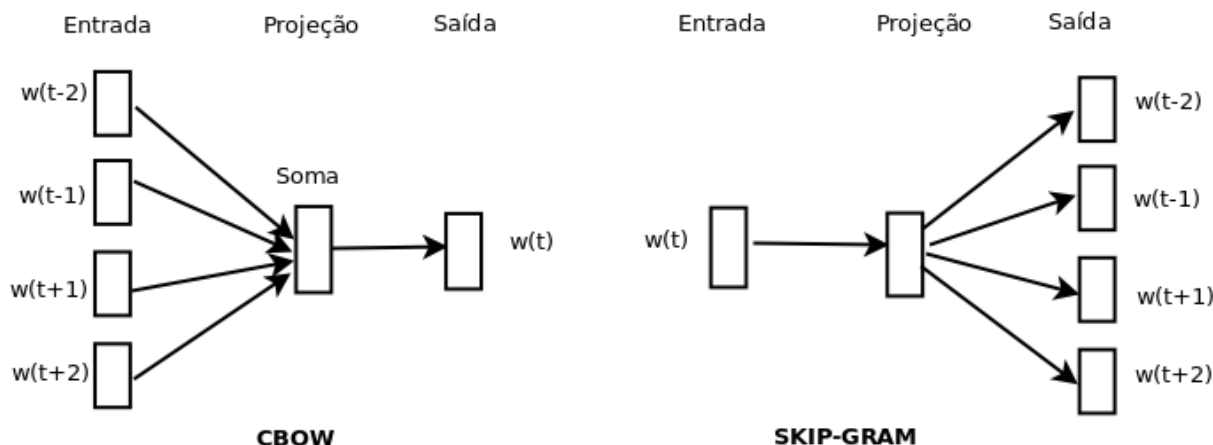 Entrada
Projeção
Saída
w(t-2)
w(t-1)
w(t+1)
w(t+2)
Soma
w(t)
CBOW
Entrada
Projeção
Saída
w(t)
w(t-2)
w(t-1)
w(t+1)
w(t+2)
SKIP-GRAM